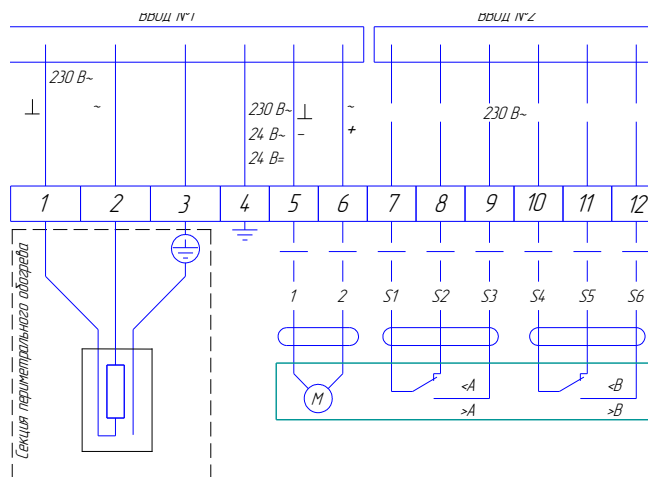 ВВОД №1
ВВОД №2
230 В~
~
230 В~
~
230 В~
24 В~
-
+
24 В=
1
2
3
4
5
6
7
8
9
10
11
12
Секция периметрального обогрева
1
2
S1
S2
S3
S4
S5
S6
М
<А
<В
>А
>В